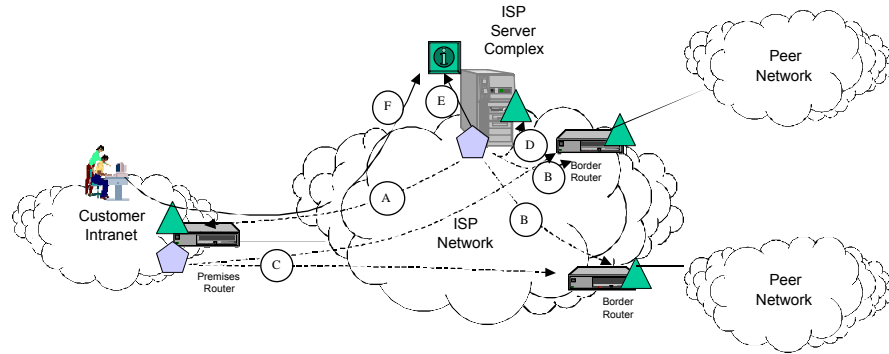 ISP
Server
Complex
Peer
Network
F
E
D
Border
Router
B
A
B
Customer
Intranet
ISP
Network
Premises
Router
C
Border
Router
Peer
Network
i